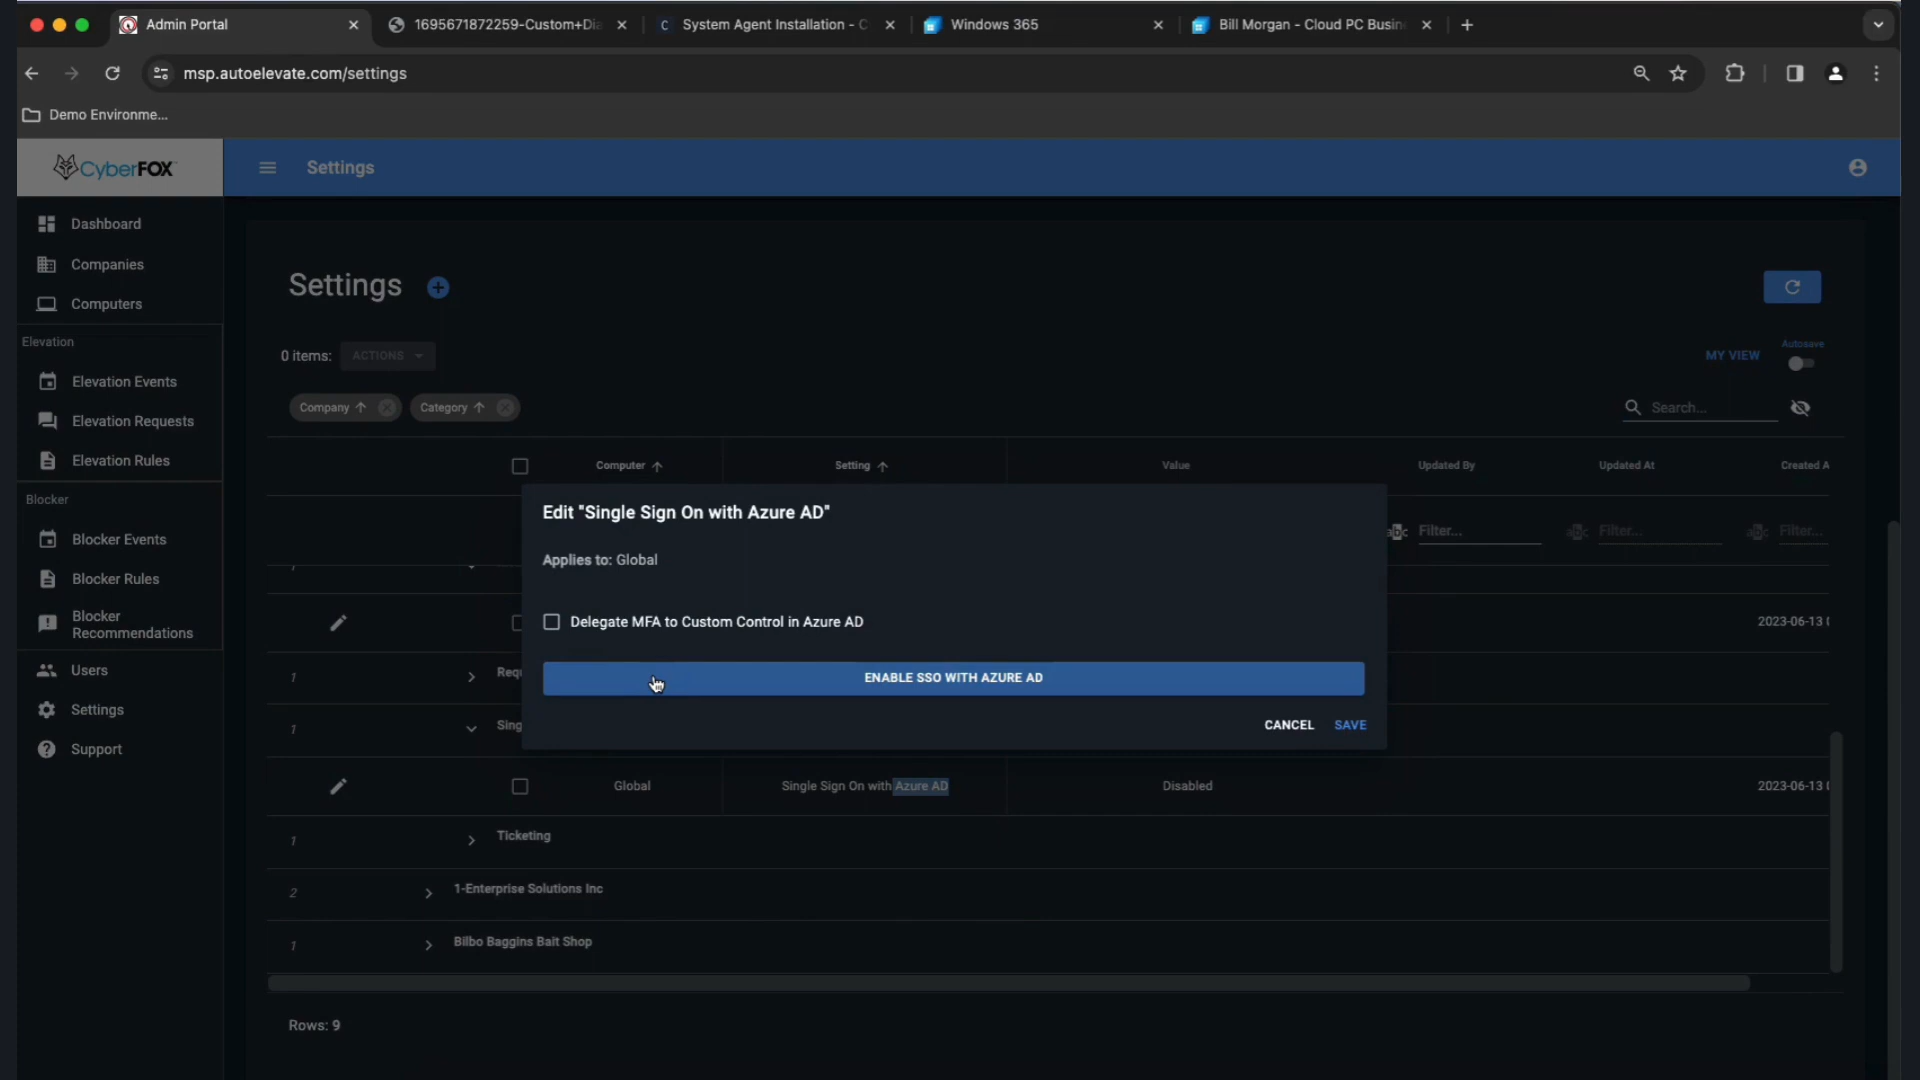 Admin Portal
1695671872259-Custom+Dia
System Agent Installation - C
Windows 365
Bill Morgan - Cloud PC Busin
msp.autoelevate.com/settings
Demo Environme...
CyberFOX
Settings
Dashboard
Companies
Computers
Elevation
Elevation Events
Elevation Requests
Elevation Rules
Blocker
Blocker Events
Blocker Rules
Blocker
Recommendations
Users
Settings
Support
Settings
0 items:
ACTIONS
MY VIEW
Autosave
Company
Category
Search...
Computer
Setting
Value
Updated By
Updated At
Created A
Filter...
Filter...
Filter...
Edit "Single Sign On with Azure AD"
Applies to: Global
Delegate MFA to Custom Control in Azure AD
ENABLE SSO WITH AZURE AD
CANCEL
SAVE
2023-06-13 0
1
Requ
1
Sing
Global
Single Sign On with Azure AD
Disabled
2023-06-13 0
1
Ticketing
2
1-Enterprise Solutions Inc
1
Bilbo Baggins Bait Shop
Rows: 9